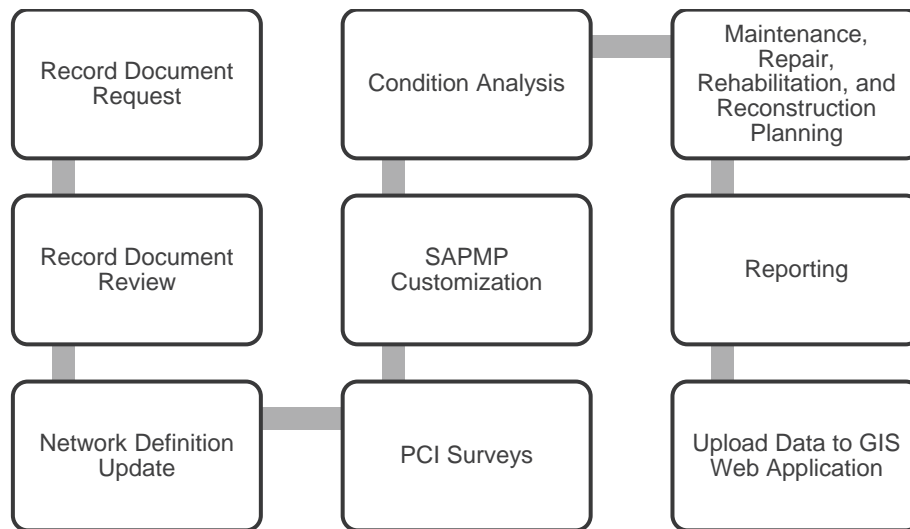 Record Document
Request
Record Document
Review
Network Definition
Update
PCI Surveys
SAPMP
Customization
Condition Analysis
Maintenance,
Repair,
Rehabilitation, and
Reconstruction
Planning
Reporting
Upload Data to GIS
Web Application